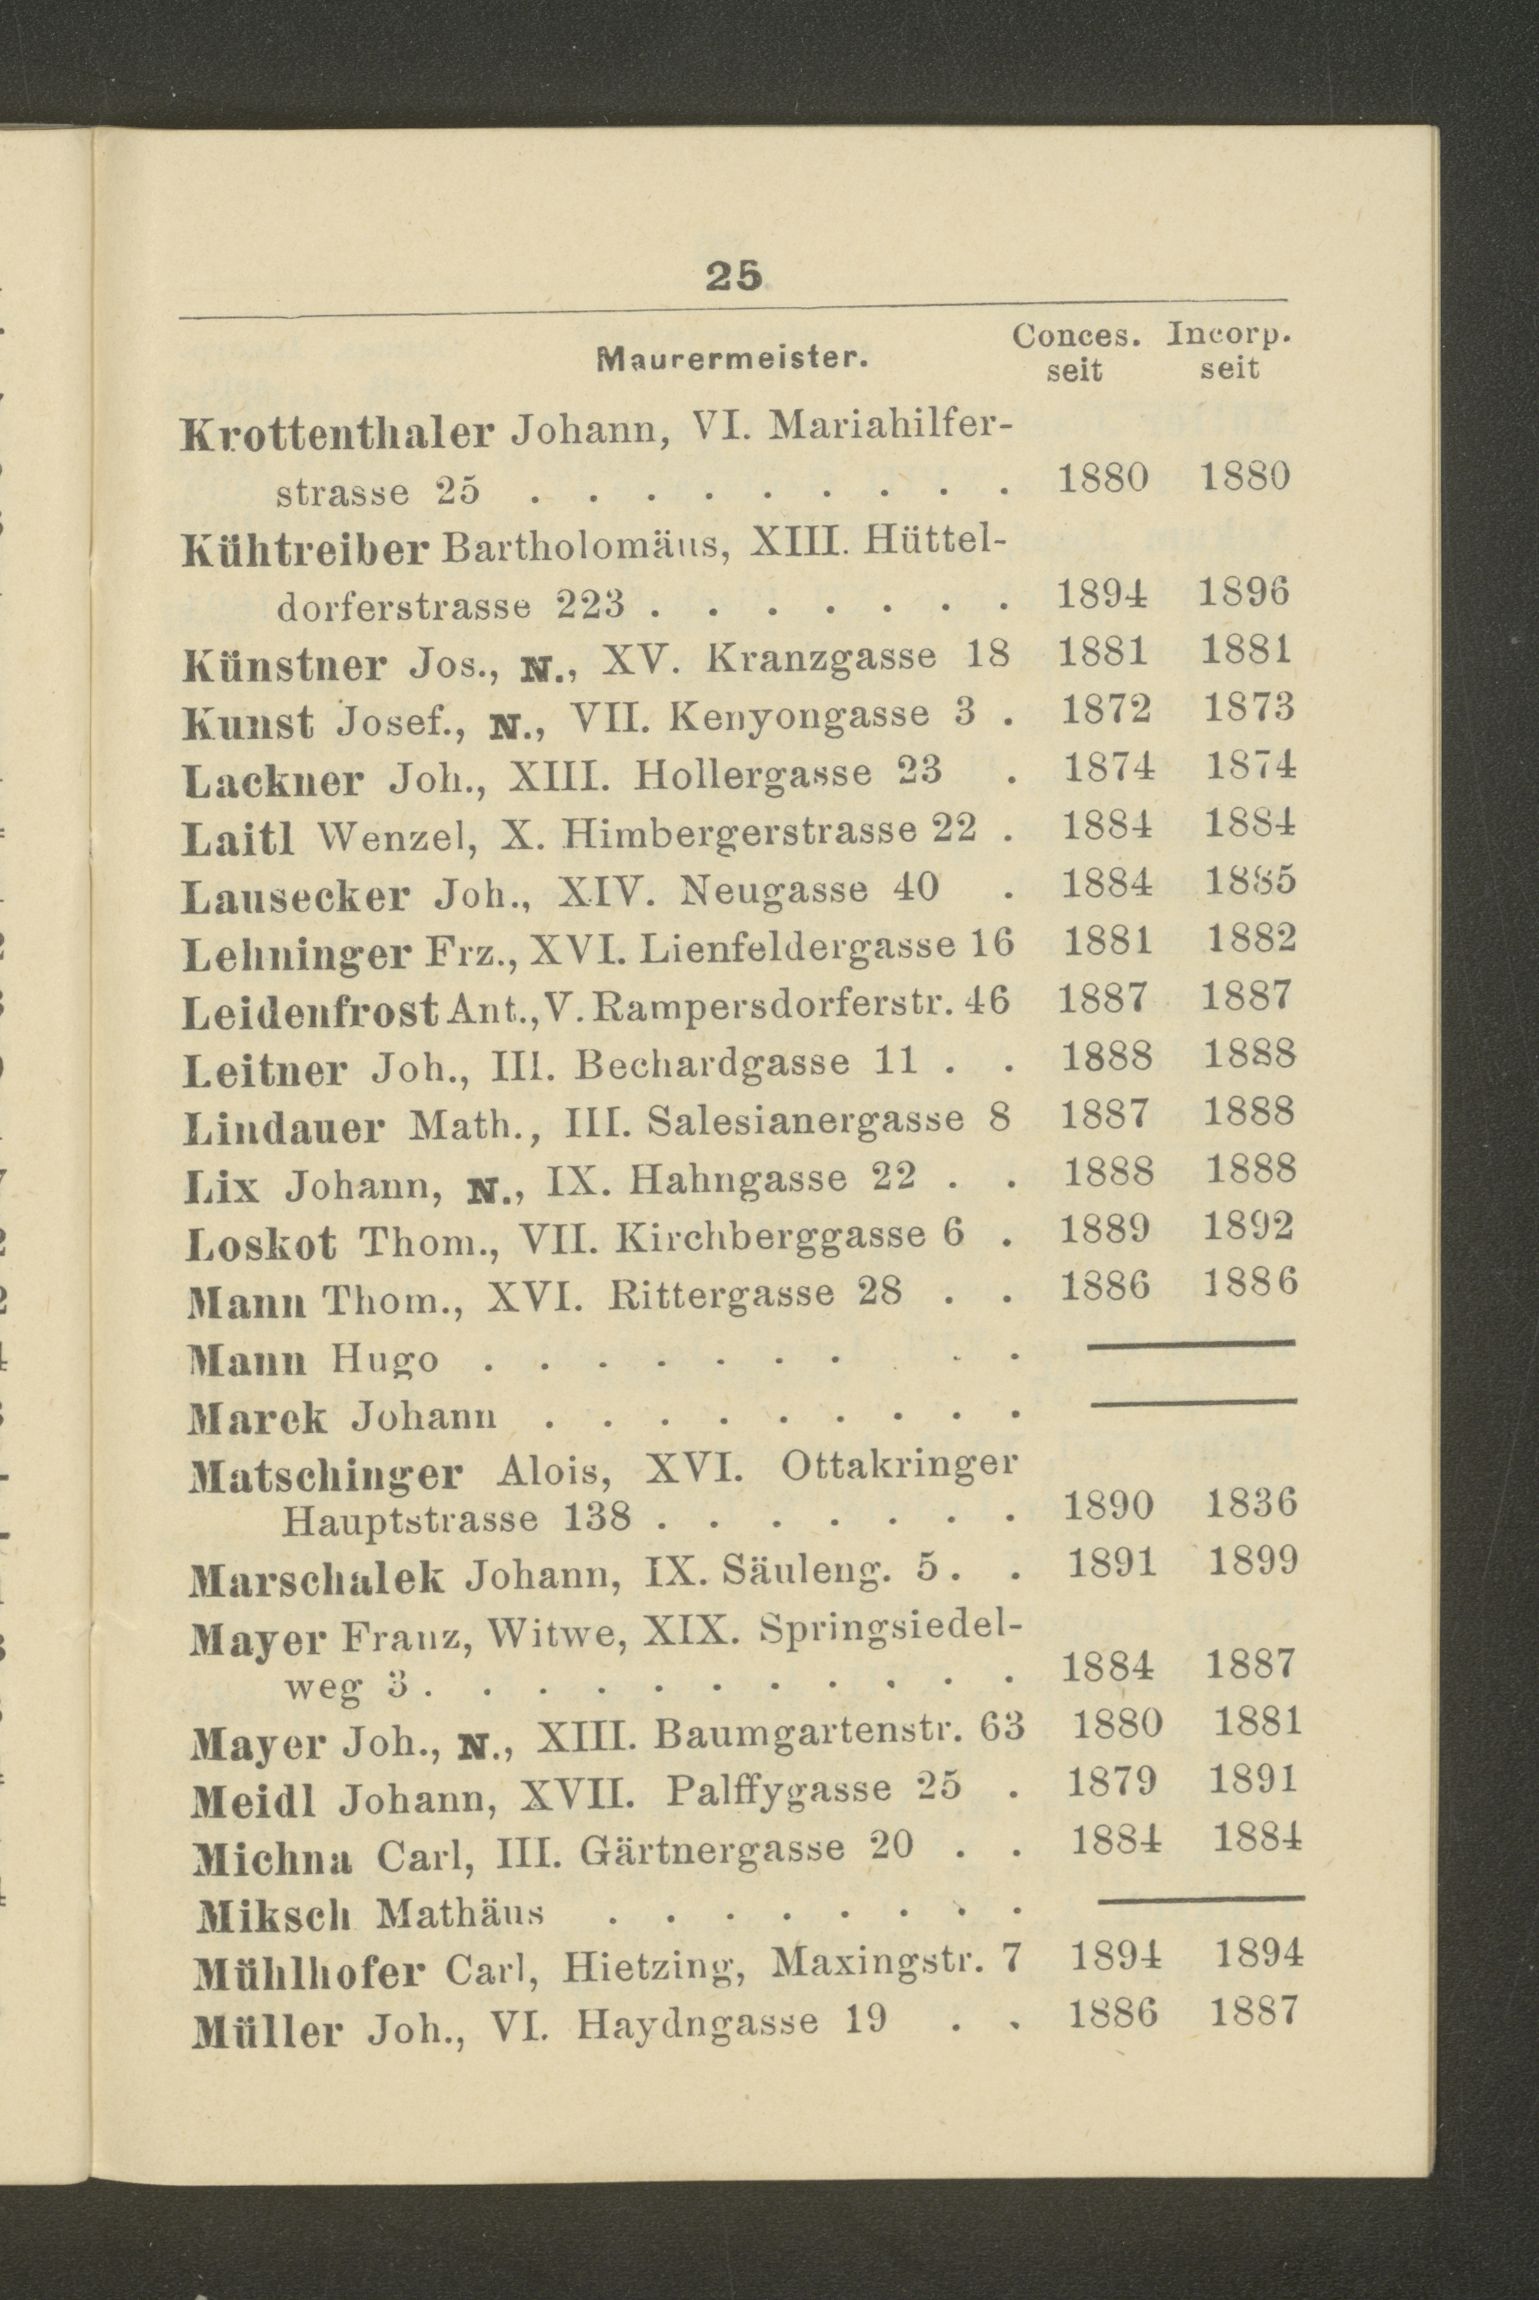 25
Maurermeister.
Conces. Incorp.
seit seit
Krottenthaler Johann, VI. Mariahilfer-
strasse 25 . . . . . . . . . 1880 1880
Kühtreiber Bartholomäus, XIII. Hüttel-
dorferstrasse 223 . . . . . . . 1894 1896
Künstner Jos., N., XV. Kranzgasse 18 1881 1881
Kunst Josef., N., VII. Kenyongasse 3 . 1872 1873
Lackner Joh., XIII. Hollergasse 23 . 1874 1874
Laitl Wenzel, X. Himbergerstrasse 22 . 1884 1884
Lausecker Joh., XIV. Neugasse 40 . 1884 1885
Lehninger Frz., XVI. Lienfeldergasse 16 1881 1882
Leidenfrost Ant., V. Rampersdorferstr. 46 1887 1887
Leitner Joh., III. Bechardgasse 11 . . 1888 1888
Lindauer Math., III. Salesianergasse 8 1887 1888
Lix Johann, N., IX. Hahngasse 22 . . 1888 1888
Loskot Thom., VII. Kirchberggasse 6 . 1889 1892
Mann Thom., XVI. Rittergasse 28 . . 1886 1886
Mann Hugo . . . . . . . . . —
Marek Johann . . . . . . . . . —
Matschinger Alois, XVI. Ottakringer
Hauptstrasse 138 . . . . . . . 1890 1836
Marschalek Johann, IX. Säuleng. 5 . . 1891 1899
Mayer Franz, Witwe, XIX. Springsiedel-
weg 3 . . . . . . . . . . . 1884 1887
Mayer Joh., N., XIII. Baumgartenstr. 63 1880 1881
Meidl Johann, XVII. Palffygasse 25 . 1879 1891
Michna Carl, III. Gärtnergasse 20 . . 1884 1884
Miksch Mathäus . . . . . . . . —
Mühlhofer Carl, Hietzing, Maxingstr. 7 1894 1894
Müller Joh., VI. Haydngasse 19 . . 1886 1887